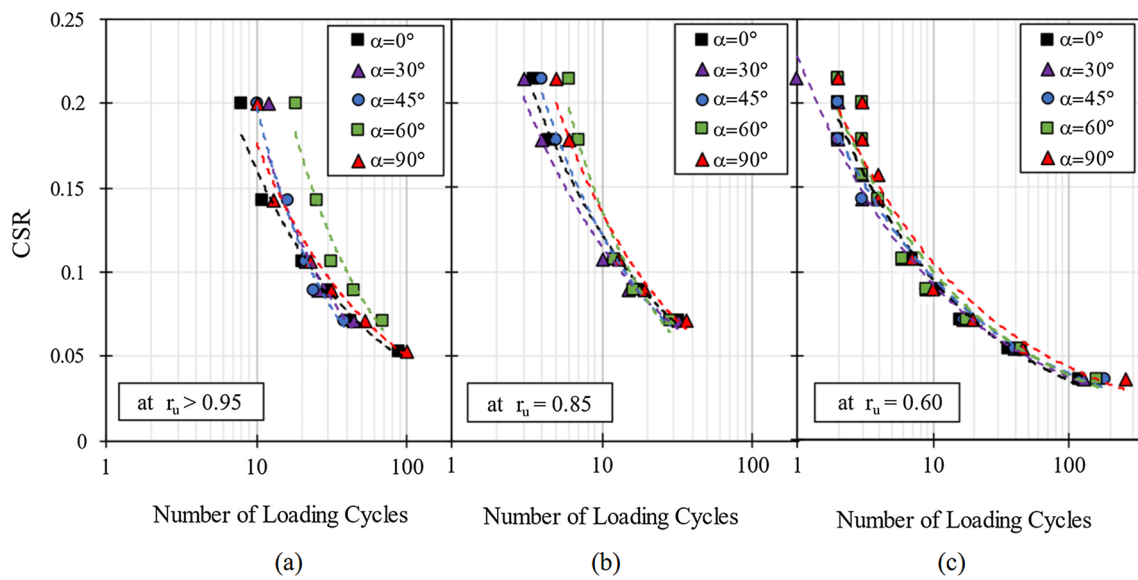 0.25
0.2
0.15
0.1
0.05
0
CSR
α=0°
α=30°
α=45°
α=60°
α=90°
at ru > 0.95
1
10
100
Number of Loading Cycles
(a)
α=0°
α=30°
α=45°
α=60°
α=90°
at ru = 0.85
1
10
100
Number of Loading Cycles
(b)
α=0°
α=30°
α=45°
α=60°
α=90°
at ru = 0.60
1
10
100
Number of Loading Cycles
(c)